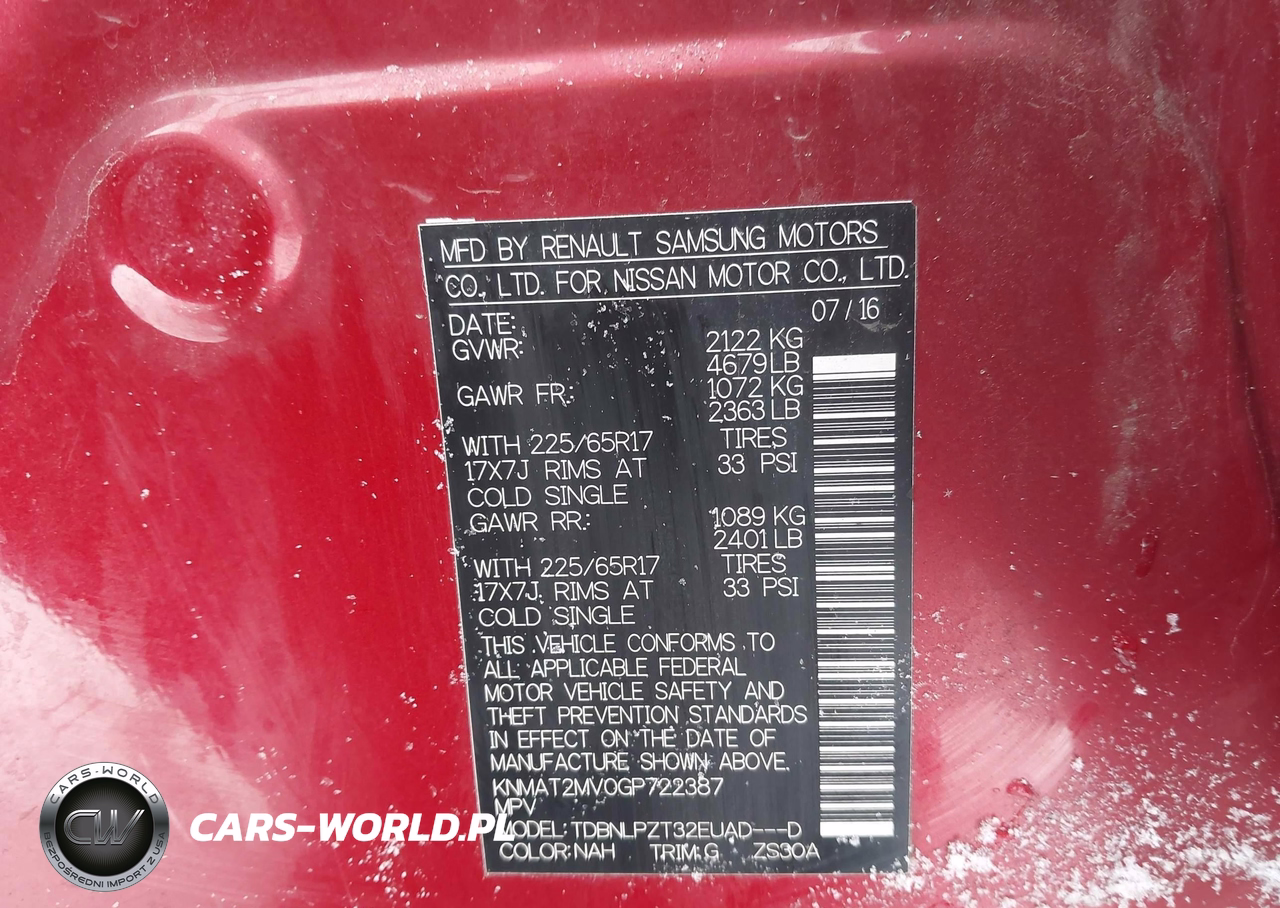 MFD BY RENAULT SAMSUNG MOTORS
CO., LTD. FOR NISSAN MOTOR CO., LTD.
DATE: 07/16
GVWR: 2122 KG
4679 LB
GAWR FR: 1072 KG
2363 LB
WITH 225/65R17 TIRES
17X7J RIMS AT 33 PSI
COLD SINGLE
GAWR RR: 1089 KG
2401 LB
WITH 225/65R17 TIRES
17X7J RIMS AT 33 PSI
COLD SINGLE
THIS VEHICLE CONFORMS TO
ALL APPLICABLE FEDERAL
MOTOR VEHICLE SAFETY AND
THEFT PREVENTION STANDARDS
IN EFFECT ON THE DATE OF
MANUFACTURE SHOWN ABOVE.
KNMAT2MV0GP722387
MPV
MODEL: TDBNLPZT32EUAD---D
COLOR: NAH TRIM: G ZS30A
CARS-WORLD
CW
BEZPOŚREDNI IMPORT Z USA
CARS-WORLD.PL